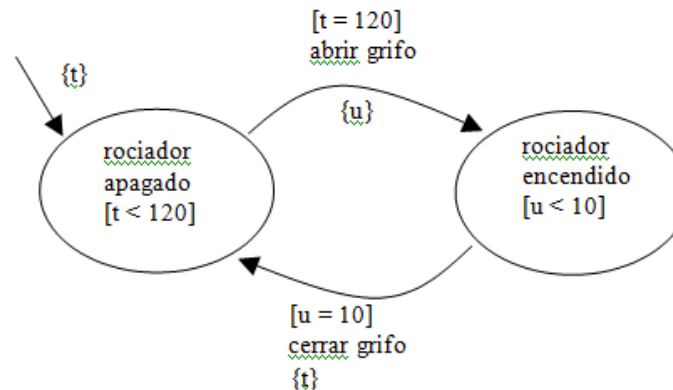 [t = 120]
abrir grifo
{t}
{u}
rociador
apagado
[t < 120]
rociador
encendido
[u < 10]
[u = 10]
cerrar grifo
{t}